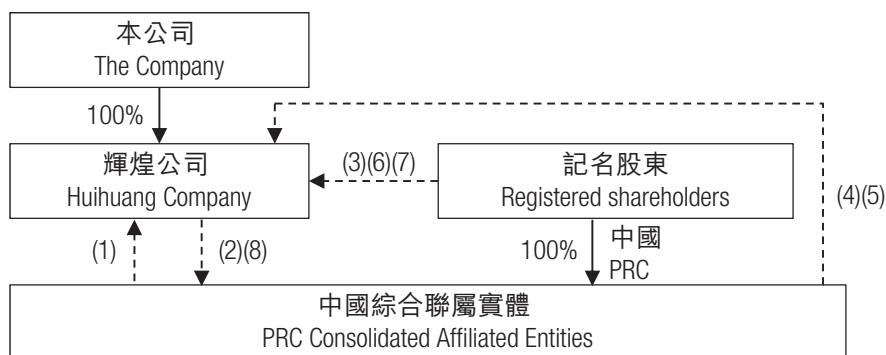 本公司
The Company
100%
輝煌公司
Huihuang Company
(3)(6)(7)
記名股東
Registered shareholders
(4)(5)
(1)
(2)(8)
100%
中國
PRC
中國綜合聯屬實體
PRC Consolidated Affiliated Entities